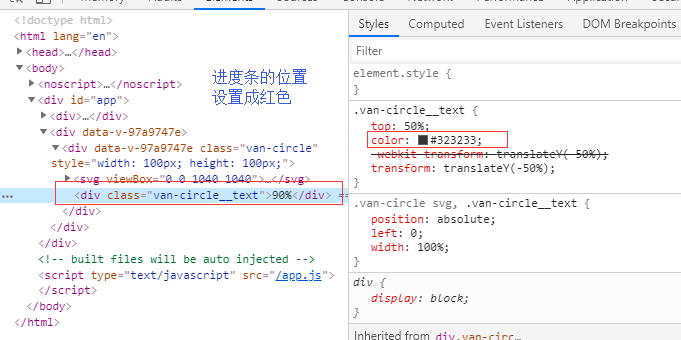 Elements
Performance
Application
<!doctype html>
<html lang="en">
<head>…</head>
<body>
<noscript>…</noscript>
<div id="app">
<div>…</div>
<div data-v-97a9747e>
<div data-v-97a9747e class="van-circle"
style="width: 100px; height: 100px;">
<svg viewBox="0 0 1040 1040">…</svg>
… <div class="van-circle__text">90%</div> ==
</div>
</div>
</div>
<!-- built files will be auto injected -->
<script type="text/javascript" src="/app.js">
</script>
</body>
</html>
进度条的位置
设置成红色
Styles Computed Event Listeners DOM Breakpoints
Filter
element.style {
}
.van-circle__text {
top: 50%;
color: #323233;
-webkit-transform: translateY(-50%);
transform: translateY(-50%);
}
.van-circle svg, .van-circle__text {
position: absolute;
left: 0;
width: 100%;
}
div {
display: block;
}
Inherited from div.van-circ…